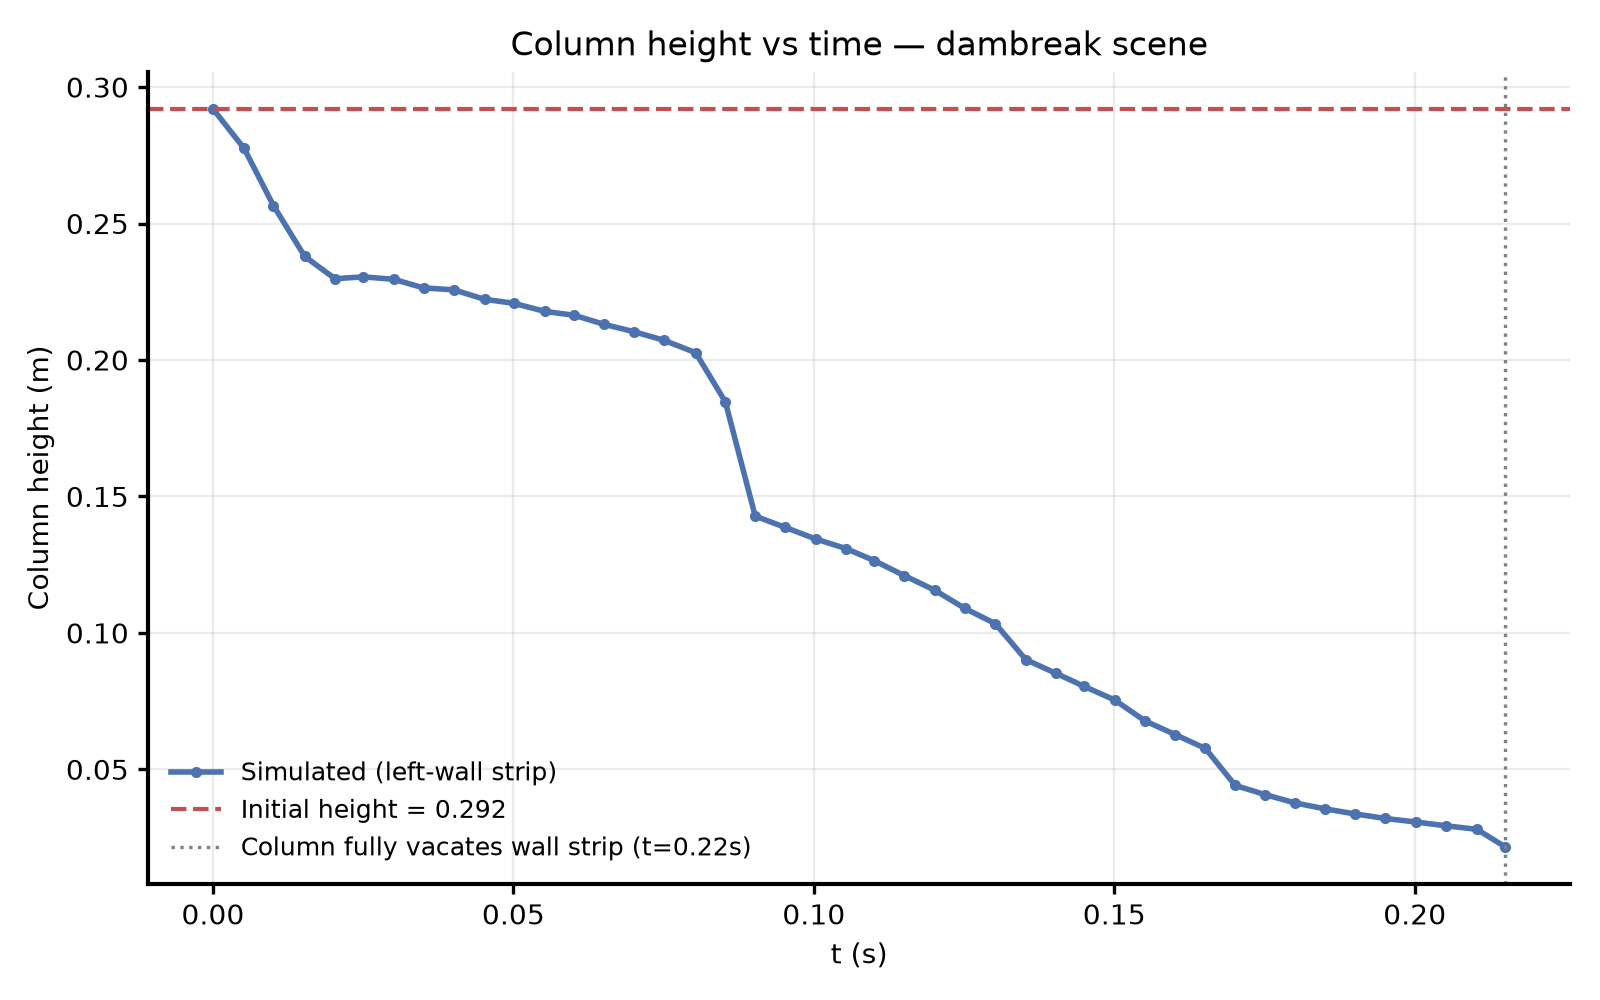 Column height vs time — dambreak scene
Column height (m)
0.30
0.25
0.20
0.15
0.10
0.05
Simulated (left-wall strip)
Initial height = 0.292
Column fully vacates wall strip (t=0.22s)
0.00 0.05 0.10 0.15 0.20
t (s)